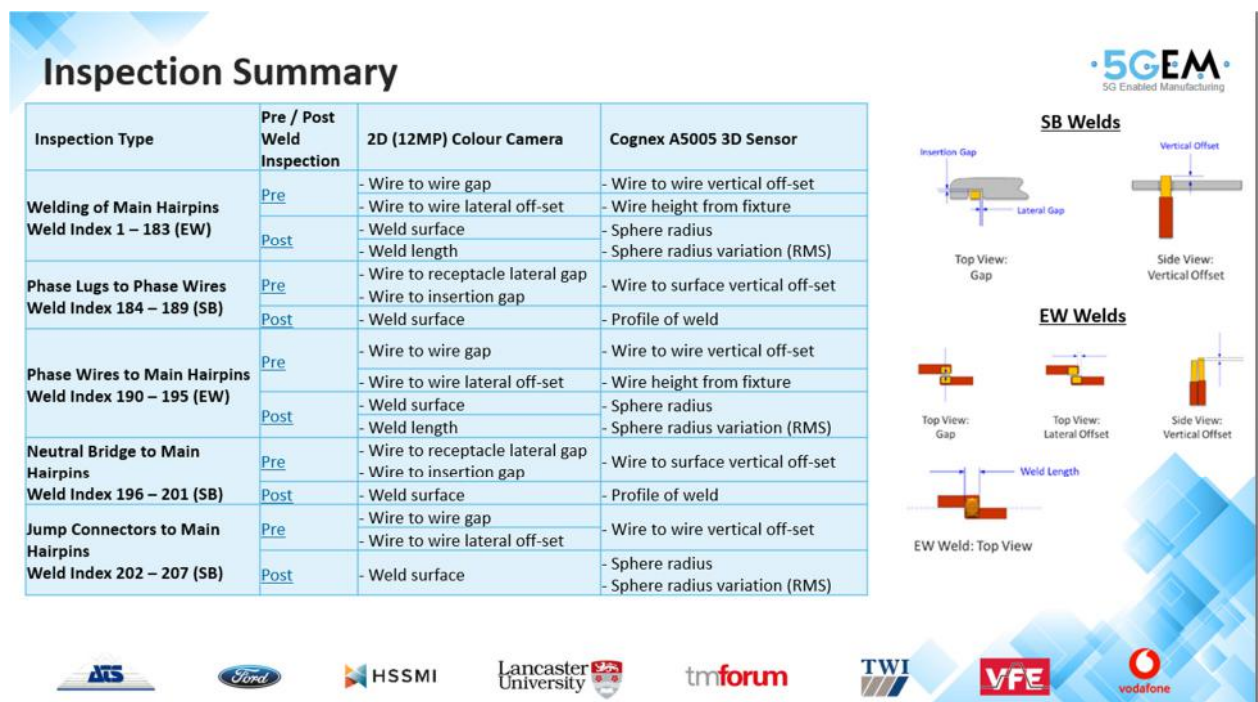 Inspection Summary
5GEM
5G Enabled Manufacturing
Inspection Type
Pre / Post
Weld
Inspection
2D (12MP) Colour Camera
Cognex A5005 3D Sensor
Welding of Main Hairpins
Weld Index 1 – 183 (EW)
Pre
- Wire to wire gap
- Wire to wire lateral off-set
- Wire to wire vertical off-set
- Wire height from fixture
Post
- Weld surface
- Weld length
- Sphere radius
- Sphere radius variation (RMS)
Phase Lugs to Phase Wires
Weld Index 184 – 189 (SB)
Pre
- Wire to receptacle lateral gap
- Wire to insertion gap
- Wire to surface vertical off-set
Post
- Weld surface
- Profile of weld
Phase Wires to Main Hairpins
Weld Index 190 – 195 (EW)
Pre
- Wire to wire gap
- Wire to wire lateral off-set
- Wire to wire vertical off-set
- Wire height from fixture
Post
- Weld surface
- Weld length
- Sphere radius
- Sphere radius variation (RMS)
Neutral Bridge to Main
Hairpins
Weld Index 196 – 201 (SB)
Pre
- Wire to receptacle lateral gap
- Wire to insertion gap
- Wire to surface vertical off-set
Post
- Weld surface
- Profile of weld
Jump Connectors to Main
Hairpins
Weld Index 202 – 207 (SB)
Pre
- Wire to wire gap
- Wire to wire lateral off-set
- Wire to wire vertical off-set
Post
- Weld surface
- Sphere radius
- Sphere radius variation (RMS)
SB Welds
Insertion Gap
Lateral Gap
Top View:
Gap
Vertical Offset
Side View:
Vertical Offset
EW Welds
Top View:
Gap
Top View:
Lateral Offset
Side View:
Vertical Offset
Weld Length
EW Weld: Top View
ATS
Ford
HSSMI
Lancaster
University
tmforum
TWI
VFE
vodafone